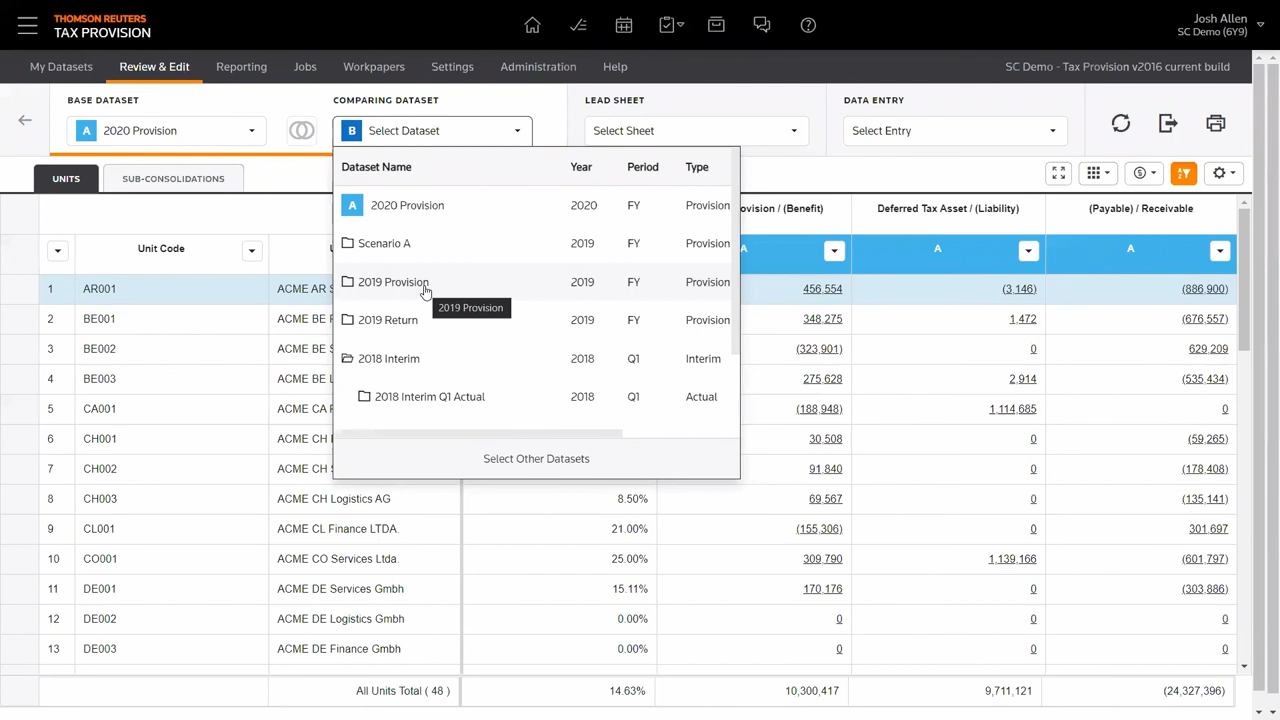 THOMSON REUTERS
TAX PROVISION
Josh Allen
SC Demo (6Y9)
My Datasets Review & Edit Reporting Jobs Workpapers Settings Administration Help SC Demo - Tax Provision v2016 current build
BASE DATASET COMPARING DATASET LEAD SHEET DATA ENTRY
A 2020 Provision B Select Dataset Select Sheet Select Entry
UNITS SUB-CONSOLIDATIONS
Dataset Name Year Period Type
A 2020 Provision 2020 FY Provision
Scenario A 2019 FY Provision
2019 Provision 2019 FY Provision
2019 Provision
2019 Return 2019 FY Provision
2018 Interim 2018 Q1 Interim
2018 Interim Q1 Actual 2018 Q1 Actual
Select Other Datasets
ovision / (Benefit) Deferred Tax Asset / (Liability) (Payable) / Receivable
Unit Code A A A
1 AR001 ACME AR S 456,554 (3,146) (886,900)
2 BE001 ACME BE F 348,275 1,472 (676,557)
3 BE002 ACME BE S (323,901) 0 629,209
4 BE003 ACME BE L 275,628 2,914 (535,434)
5 CA001 ACME CA F (188,948) 1,114,685 0
6 CH001 ACME CH 30,508 0 (59,265)
7 CH002 ACME CH S 91,840 0 (178,408)
8 CH003 ACME CH Logistics AG 8.50% 69,567 0 (135,141)
9 CL001 ACME CL Finance LTDA. 21.00% (155,306) 0 301,697
10 CO001 ACME CO Services Ltda. 25.00% 309,790 1,139,166 (601,797)
11 DE001 ACME DE Services Gmbh 15.11% 170,176 0 (303,886)
12 DE002 ACME DE Logistics Gmbh 0.00% 0 0 0
13 DE003 ACME DE Finance Gmbh 0.00% 0 0 0
All Units Total ( 48 ) 14.63% 10,300,417 9,711,121 (24,327,396)